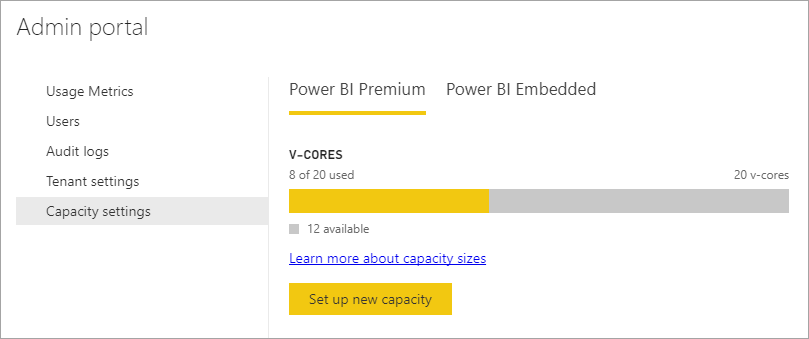 Admin portal
Usage Metrics
Users
Audit logs
Tenant settings
Capacity settings
Power BI Premium
Power BI Embedded
V-CORES
8 of 20 used
20 v-cores
12 available
Learn more about capacity sizes
Set up new capacity